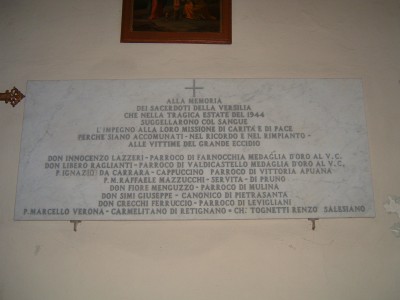 ALLA MEMORIA
DEI SACERDOTI DELLA VERSILIA
CHE NELLA TRAGICA ESTATE DEL 1944
SUGGELLARONO COL SANGUE
L'IMPEGNO ALLA LORO MISSIONE DI CARITÀ E DI PACE
PERCHÈ SIANO ACCOMUNATI - NEL RICORDO E NEL RIMPIANTO -
ALLE VITTIME DEL GRANDE ECCIDIO
DON INNOCENZO LAZZERI - PARROCO DI FARNOCCHIA MEDAGLIA D'ORO AL V.C.
DON LIBERO RAGLIANTI - PARROCO DI VALDICASTELLO MEDAGLIA D'ORO AL V.C.
P. IGNAZIO DA CARRARA - CAPPUCCINO PARROCO DI VITTORIA APUANA
P. M. RAFFAELE MAZZUCCHI - SERVITA - DI PRUNO
DON FIORE MENGUZZO - PARROCO DI MULINA
DON SIMI GIUSEPPE - CANONICO DI PIETRASANTA
DON CRECCHI FERRUCCIO - PARROCO DI LEVIGLIANI
P. MARCELLO VERONA - CARMELITANO DI RETIGNANO - CH. TOGNETTI RENZO SALESIANO